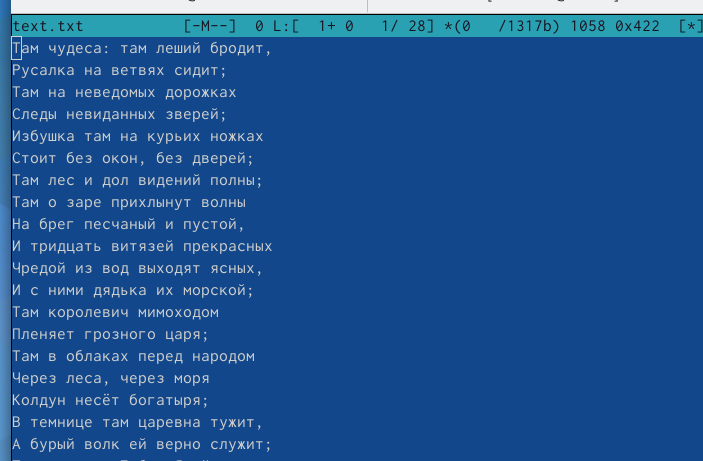 text.txt [-M--] 0 L:[ 1+ 0 1/ 28] *(0 /1317b) 1058 0x422 [*]
Там чудеса: там леший бродит,
Русалка на ветвях сидит;
Там на неведомых дорожках
Следы невиданных зверей;
Избушка там на курьих ножках
Стоит без окон, без дверей;
Там лес и дол видений полны;
Там о заре прихлынут волны
На брег песчаный и пустой,
И тридцать витязей прекрасных
Чредой из вод выходят ясных,
И с ними дядька их морской;
Там королевич мимоходом
Пленяет грозного царя;
Там в облаках перед народом
Через леса, через моря
Колдун несёт богатыря;
В темнице там царевна тужит,
А бурый волк ей верно служит;